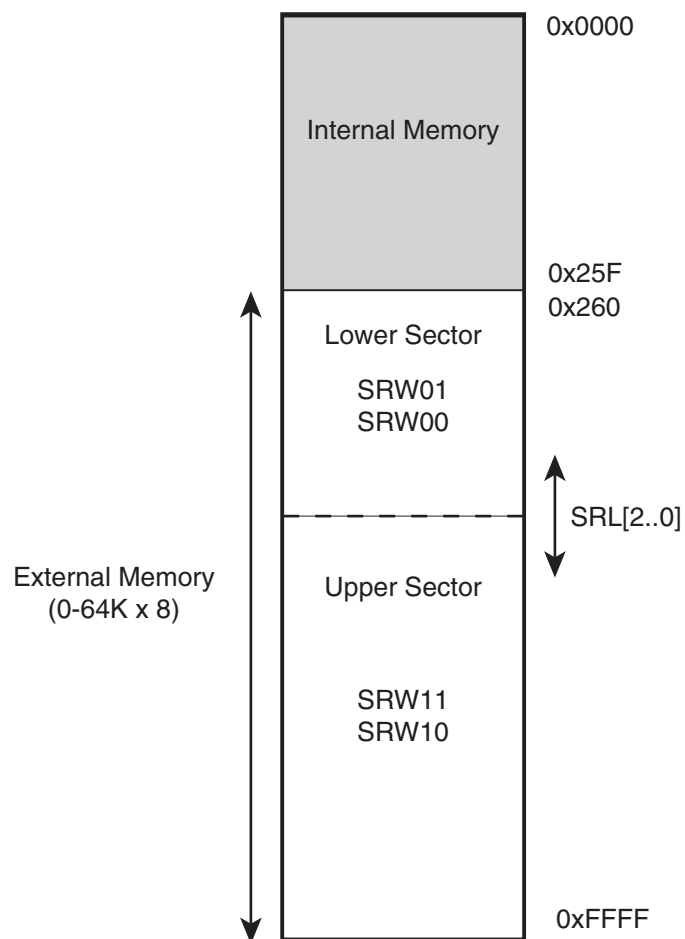 0x0000
Internal Memory
0x25F
0x260
Lower Sector
SRW01
SRW00
SRL[2..0]
External Memory
(0-64K x 8)
Upper Sector
SRW11
SRW10
0xFFFF